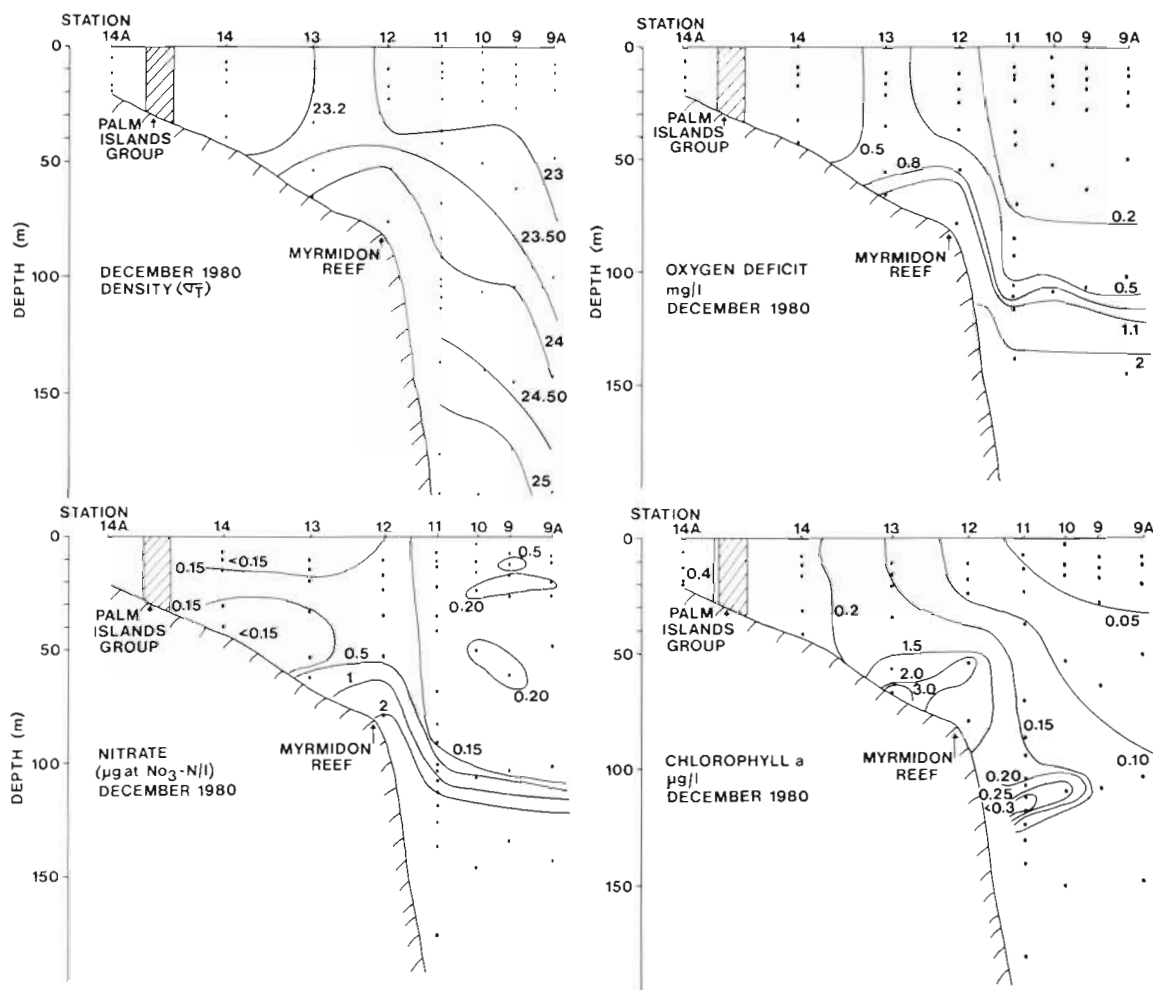 STATION
14A 14 13 12 11 10 9 9A
0
50
100
150
DEPTH (m)
23.2
PALM
ISLANDS
GROUP
MYRMIDON
REEF
DECEMBER 1980
DENSITY (σT)
23
23.50
24
24.50
25
STATION
14A 14 13 12 11 10 9 9A
0
50
100
150
DEPTH (m)
PALM
ISLANDS
GROUP
0.5
0.8
0.2
MYRMIDON
REEF
OXYGEN DEFICIT
mg/l
DECEMBER 1980
0.5
1.1
2
STATION
14A 14 13 12 11 10 9 9A
0
50
100
150
DEPTH (m)
0.15
<0.15
0.5
0.20
0.15
PALM
ISLANDS
GROUP
<0.15
0.5
0.20
1
2
MYRMIDON
REEF
0.15
NITRATE
(µg at No3-N/l)
DECEMBER 1980
STATION
14A 14 13 12 11 10 9 9A
0
50
100
150
DEPTH (m)
0.4
0.2
0.05
PALM
ISLANDS
GROUP
1.5
2.0
3.0
0.15
MYRMIDON
REEF
0.10
CHLOROPHYLL a
µg/l
DECEMBER 1980
0.20
0.25
<0.3